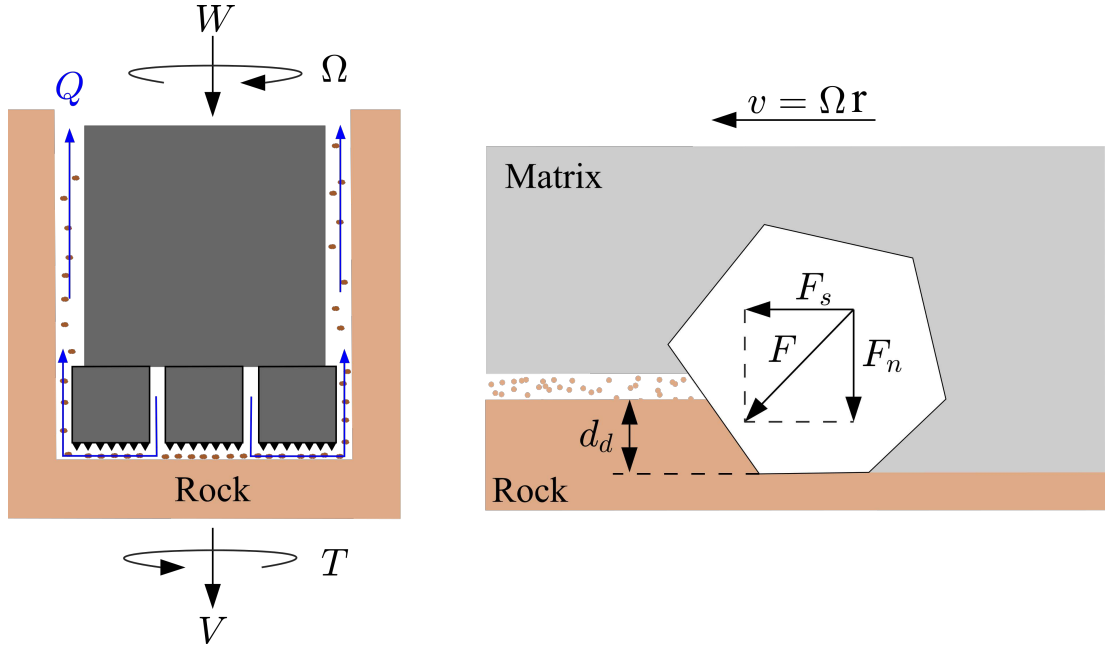 W
Ω
Q
Rock
T
V
v = Ω r
Matrix
F_s
F
F_n
d_d
Rock